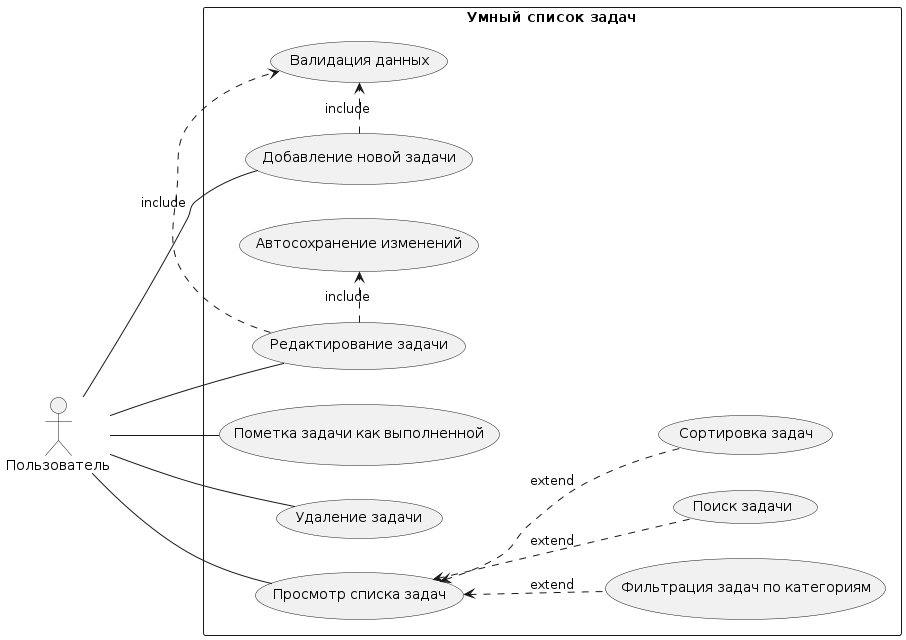 Умный список задач
Валидация данных
include
Добавление новой задачи
include
Автосохранение изменений
include
Редактирование задачи
Пометка задачи как выполненной
Сортировка задач
Пользователь
extend
Поиск задачи
Удаление задачи
extend
extend
Фильтрация задач по категориям
Просмотр списка задач